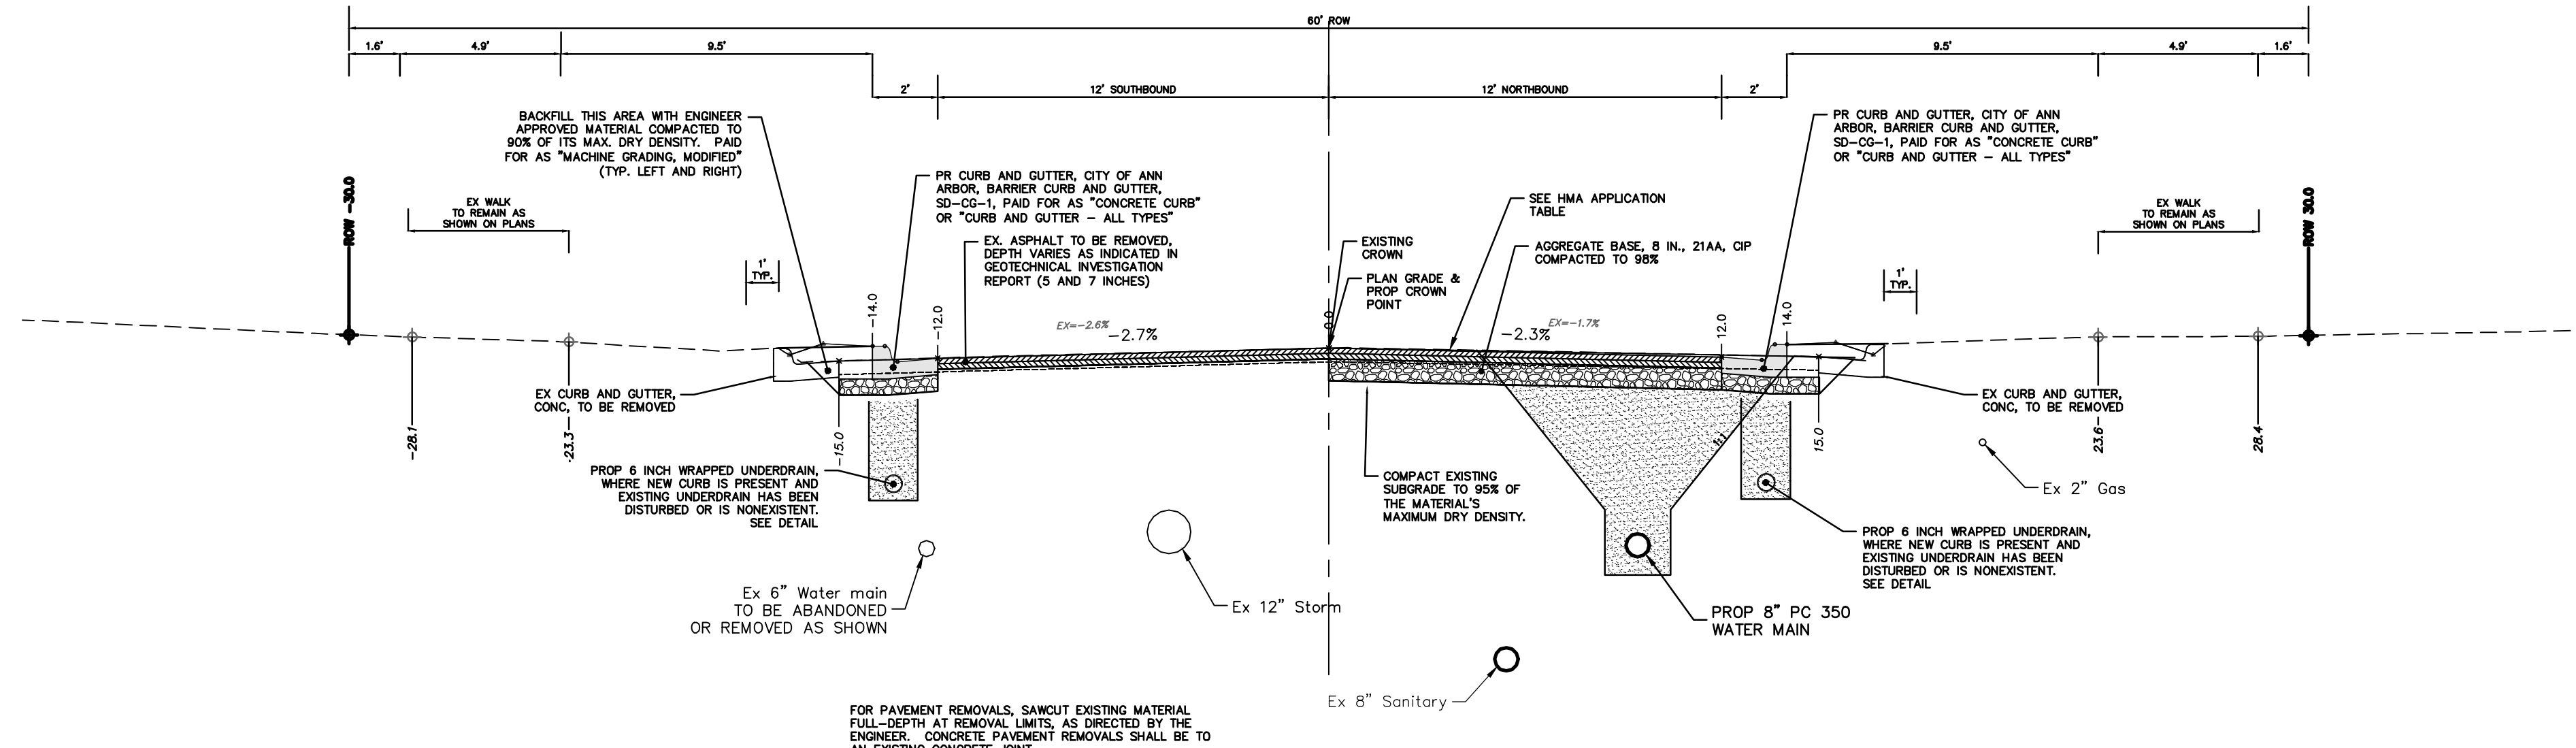 60' ROW
1.6'
4.9'
9.5'
9.5'
4.9'
1.6'
2'
12' SOUTHBOUND
12' NORTHBOUND
2'
BACKFILL THIS AREA WITH ENGINEER
APPROVED MATERIAL COMPACTED TO
90% OF ITS MAX. DRY DENSITY.  PAID
FOR AS "MACHINE GRADING, MODIFIED"
(TYP. LEFT AND RIGHT)
PR CURB AND GUTTER, CITY OF ANN
ARBOR, BARRIER CURB AND GUTTER,
SD-CG-1, PAID FOR AS "CONCRETE CURB"
OR "CURB AND GUTTER - ALL TYPES"
PR CURB AND GUTTER, CITY OF ANN
ARBOR, BARRIER CURB AND GUTTER,
SD-CG-1, PAID FOR AS "CONCRETE CURB"
OR "CURB AND GUTTER - ALL TYPES"
ROW -30.0
EX WALK
TO REMAIN AS
SHOWN ON PLANS
EX. ASPHALT TO BE REMOVED,
DEPTH VARIES AS INDICATED IN
GEOTECHNICAL INVESTIGATION
REPORT (5 AND 7 INCHES)
SEE HMA APPLICATION
TABLE
EXISTING
CROWN
AGGREGATE BASE, 8 IN., 21AA, CIP
COMPACTED TO 98%
PLAN GRADE &
PROP CROWN
POINT
EX WALK
TO REMAIN AS
SHOWN ON PLANS
ROW 30.0
1'
TYP.
1'
TYP.
-14.0
-12.0
0.0
12.0
14.0
EX=-2.6%
-2.7%
-2.3%
EX=-1.7%
EX CURB AND GUTTER,
CONC, TO BE REMOVED
EX CURB AND GUTTER,
CONC, TO BE REMOVED
-28.1
-23.3
-15.0
1:1
15.0
23.6
28.4
PROP 6 INCH WRAPPED UNDERDRAIN,
WHERE NEW CURB IS PRESENT AND
EXISTING UNDERDRAIN HAS BEEN
DISTURBED OR IS NONEXISTENT.
SEE DETAIL
COMPACT EXISTING
SUBGRADE TO 95% OF
THE MATERIAL'S
MAXIMUM DRY DENSITY.
Ex 2" Gas
PROP 6 INCH WRAPPED UNDERDRAIN,
WHERE NEW CURB IS PRESENT AND
EXISTING UNDERDRAIN HAS BEEN
DISTURBED OR IS NONEXISTENT.
SEE DETAIL
Ex 6" Water main
TO BE ABANDONED
OR REMOVED AS SHOWN
Ex 12" Storm
PROP 8" PC 350
WATER MAIN
Ex 8" Sanitary
FOR PAVEMENT REMOVALS, SAWCUT EXISTING MATERIAL
FULL-DEPTH AT REMOVAL LIMITS, AS DIRECTED BY THE
ENGINEER.  CONCRETE PAVEMENT REMOVALS SHALL BE TO
AN EXISTING CONCRETE JOINT